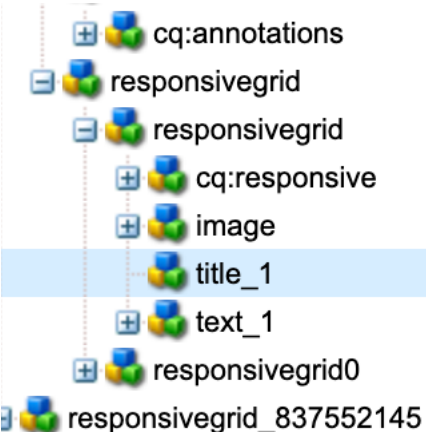 cq:annotations
responsivegrid
responsivegrid
cq:responsive
image
title_1
text_1
responsivegrid0
responsivegrid_837552145